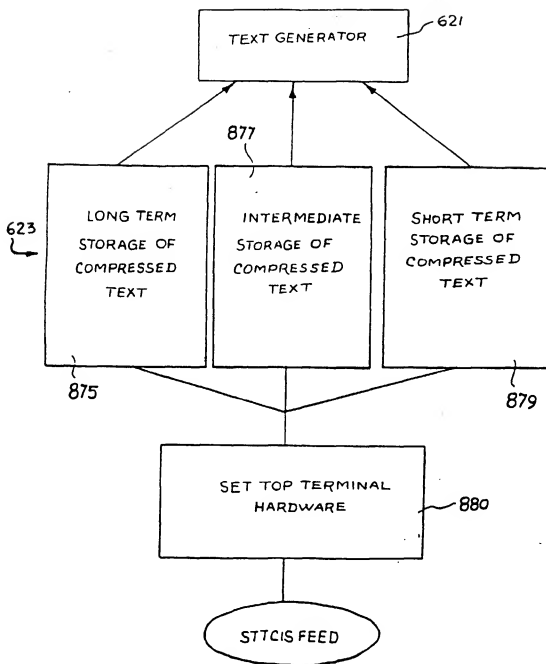 TEXT GENERATOR
621
877
623
LONG TERM
STORAGE OF
COMPRESSED
TEXT
INTERMEDIATE
STORAGE OF
COMPRESSED
TEXT
SHORT TERM
STORAGE OF
COMPRESSED
TEXT
875
879
SET TOP TERMINAL
HARDWARE
880
STTCIS FEED